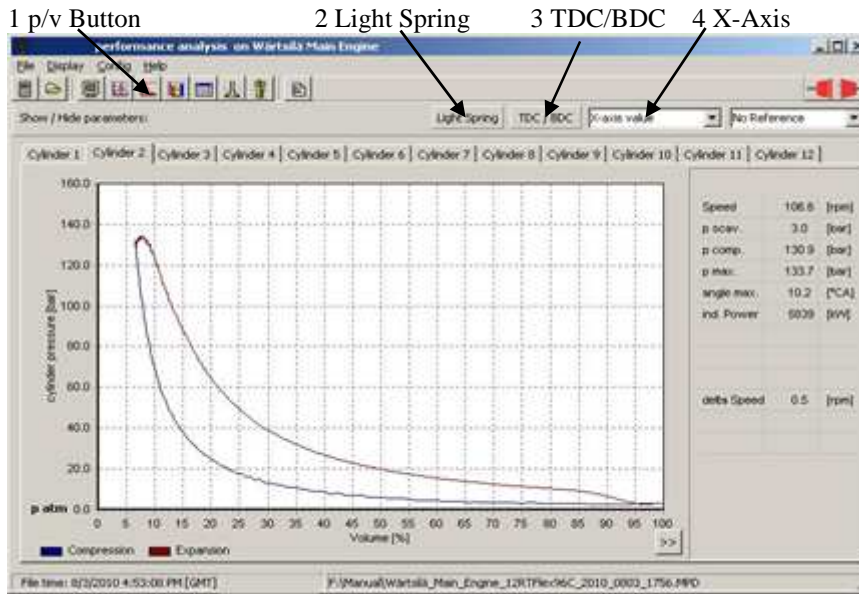 1 p/v Button 2 Light Spring 3 TDC/BDC 4 X-Axis
performance analysis on Wärtsilä Main Engine
File Display Config Help
Show / Hide parameters: Light Spring TDC / BDC X-axis value No Reference
Cylinder 1 Cylinder 2 Cylinder 3 Cylinder 4 Cylinder 5 Cylinder 6 Cylinder 7 Cylinder 8 Cylinder 9 Cylinder 10 Cylinder 11 Cylinder 12
160.0
140.0
120.0
100.0
80.0
60.0
40.0
20.0
p atm 0.0
cylinder pressure [bar]
0 5 10 15 20 25 30 35 40 45 50 55 60 65 70 75 80 85 90 95 100
Volume [%]
Compression Expansion
>>
Speed 106.6 [rpm]
p scav. 3.0 [bar]
p comp. 130.9 [bar]
p max. 133.7 [bar]
angle max. 10.2 [°CA]
ind. Power 5039 [kW]
delta Speed 0.5 [rpm]
File time: 8/3/2010 4:53:08 PM [GMT] F:\Manual\Wartsila_Main_Engine_12RTFlex96C_2010_0803_1756.MPD